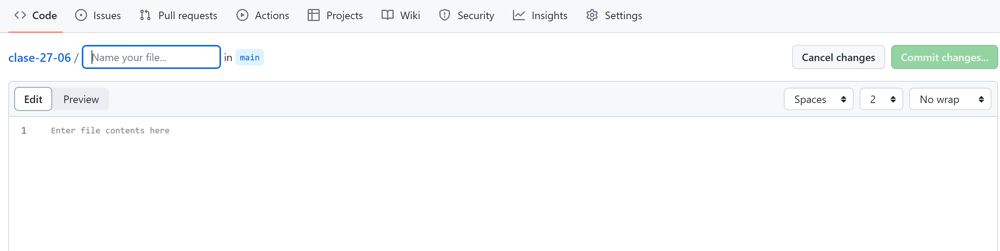 Code Issues Pull requests Actions Projects Wiki Security Insights Settings
clase-27-06 / Name your file... in main Cancel changes Commit changes...
Edit Preview Spaces 2 No wrap
1 Enter file contents here